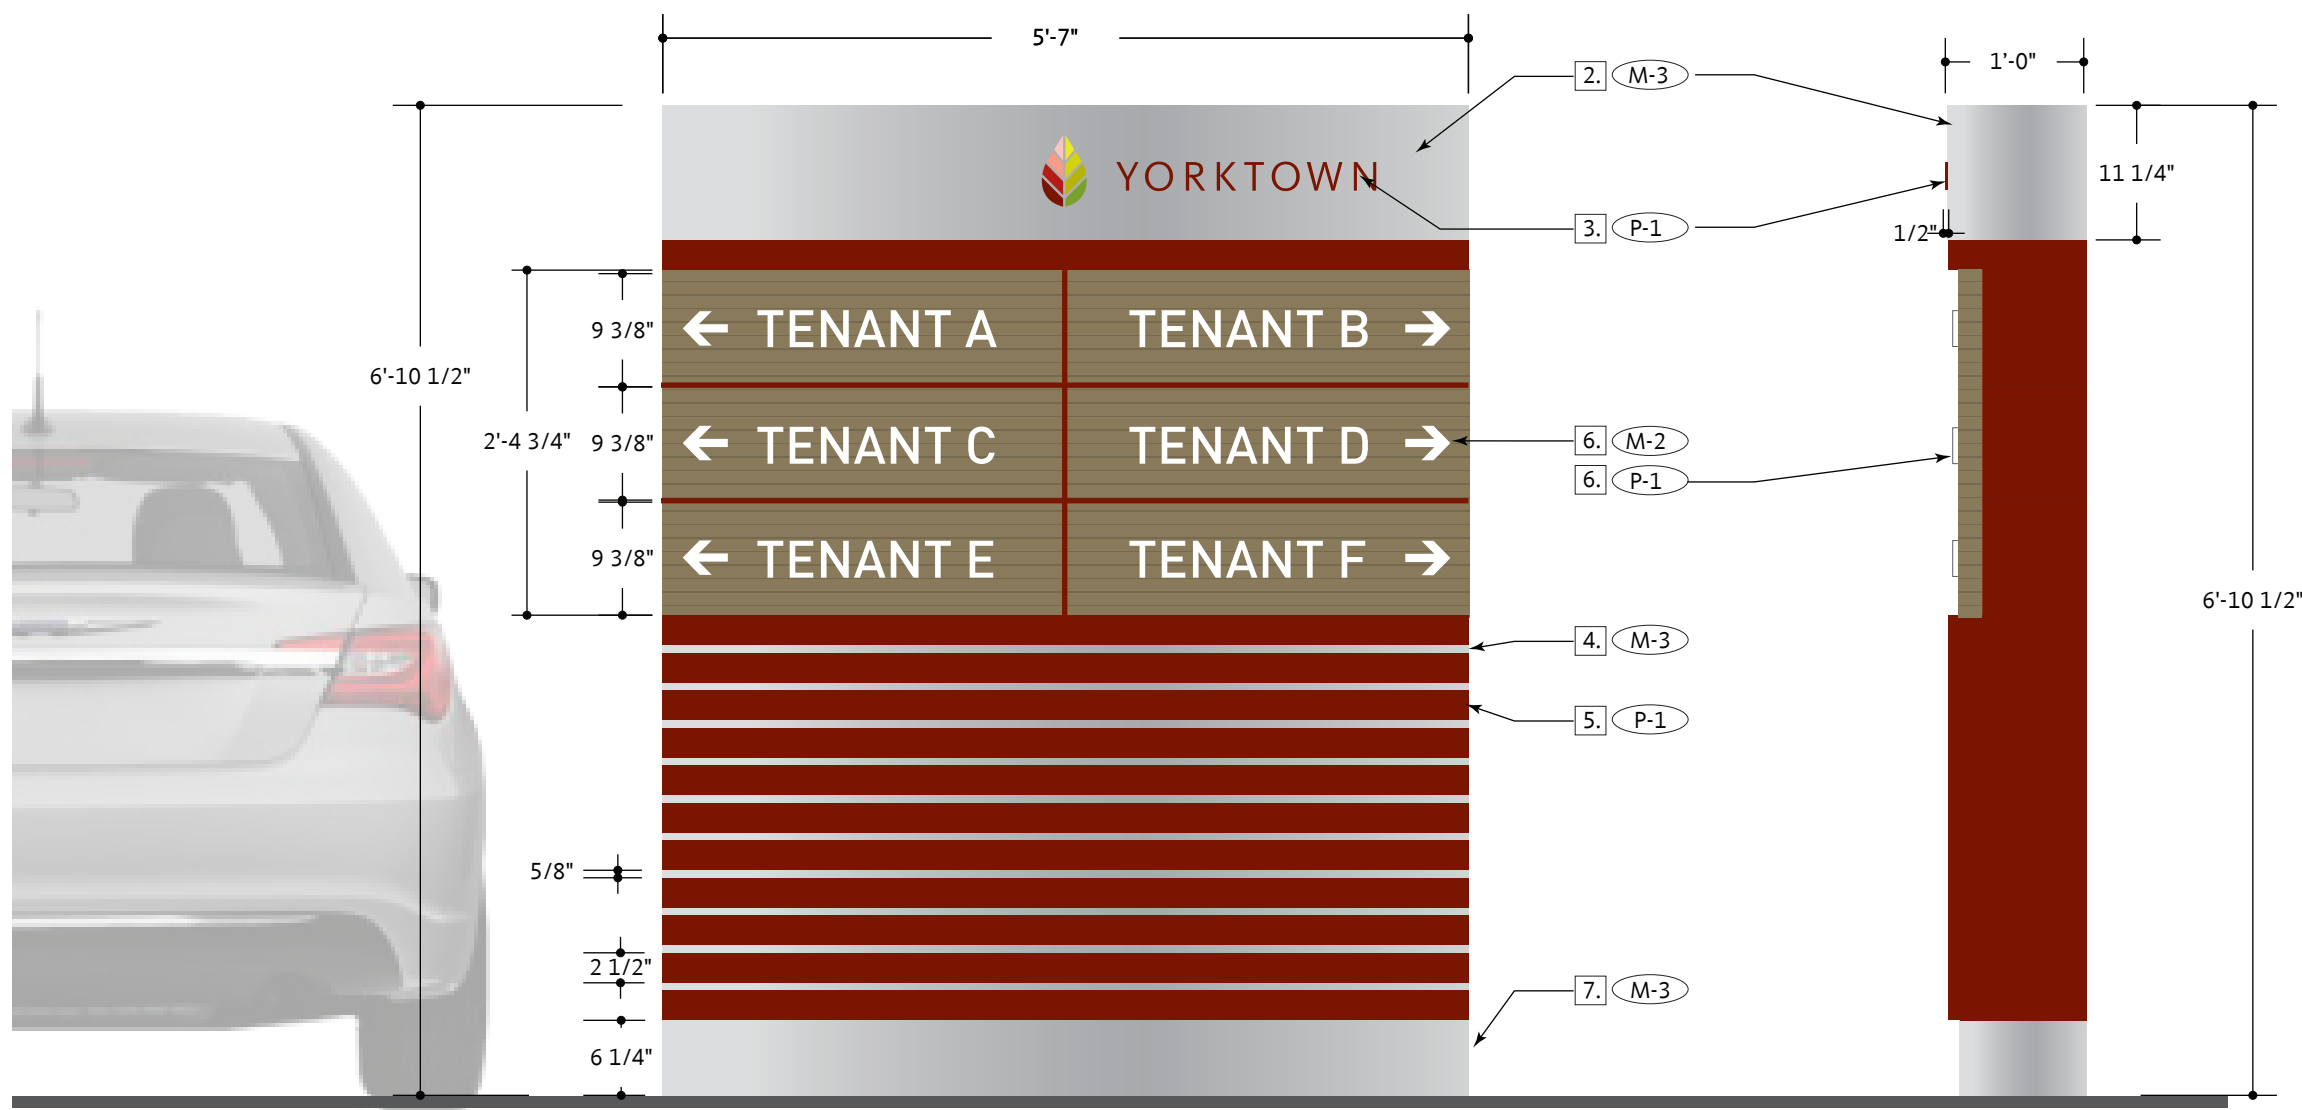 5'-7"
2. M-3
1'-0"
YORKTOWN
11 1/4"
3. P-1
1/2"
9 3/8"
← TENANT A
TENANT B →
6'-10 1/2"
2'-4 3/4"
9 3/8"
← TENANT C
TENANT D →
6. M-2
6. P-1
9 3/8"
← TENANT E
TENANT F →
6'-10 1/2"
4. M-3
5. P-1
5/8"
2 1/2"
7. M-3
6 1/4"